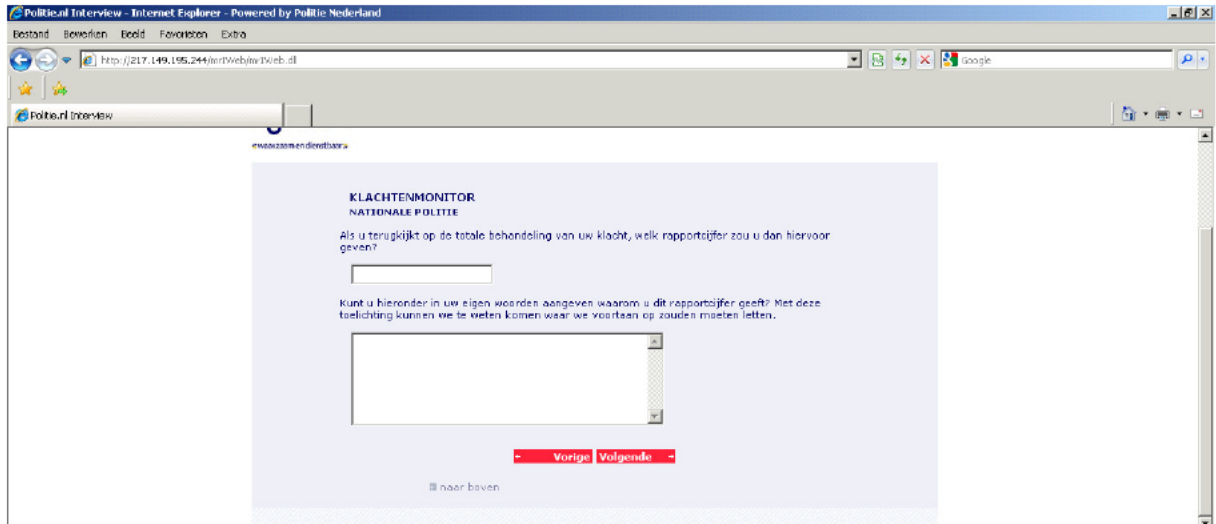 Politie.nl Interview - Internet Explorer - Powered by Politie Nederland
Bestand Bewerken Beeld Favorieten Extra
http://217.149.195.244/mrIWeb/mrIWeb.dll
Google
Politie.nl Interview
«waakzaam en dienstbaar»
KLACHTENMONITOR
NATIONALE POLITIE
Als u terugkijkt op de totale behandeling van uw klacht, welk rapportcijfer zou u dan hiervoor
geven?
Kunt u hieronder in uw eigen woorden aangeven waarom u dit rapportcijfer geeft? Met deze
toelichting kunnen we te weten komen waar we voortaan op zouden moeten letten.
← Vorige Volgende →
naar boven